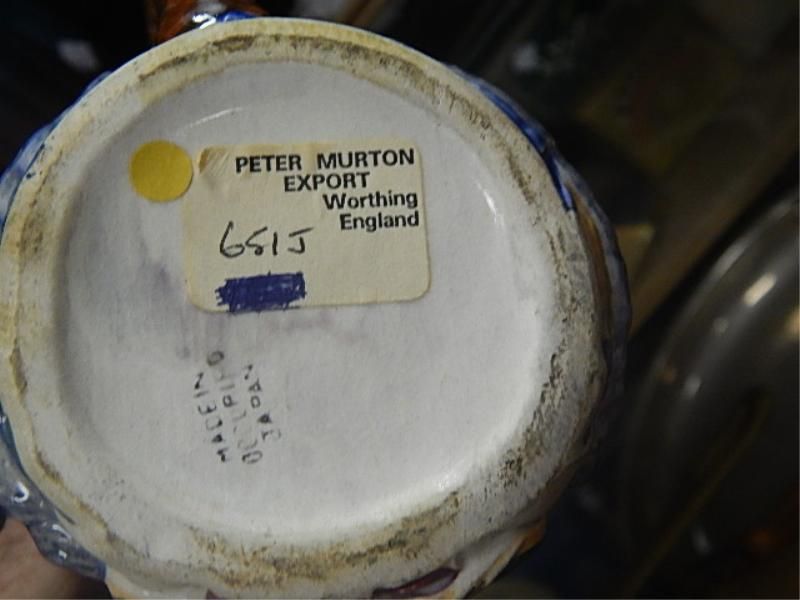 PETER MURTON
EXPORT
Worthing
England
651J
MADE IN
OCCUPIED
JAPAN